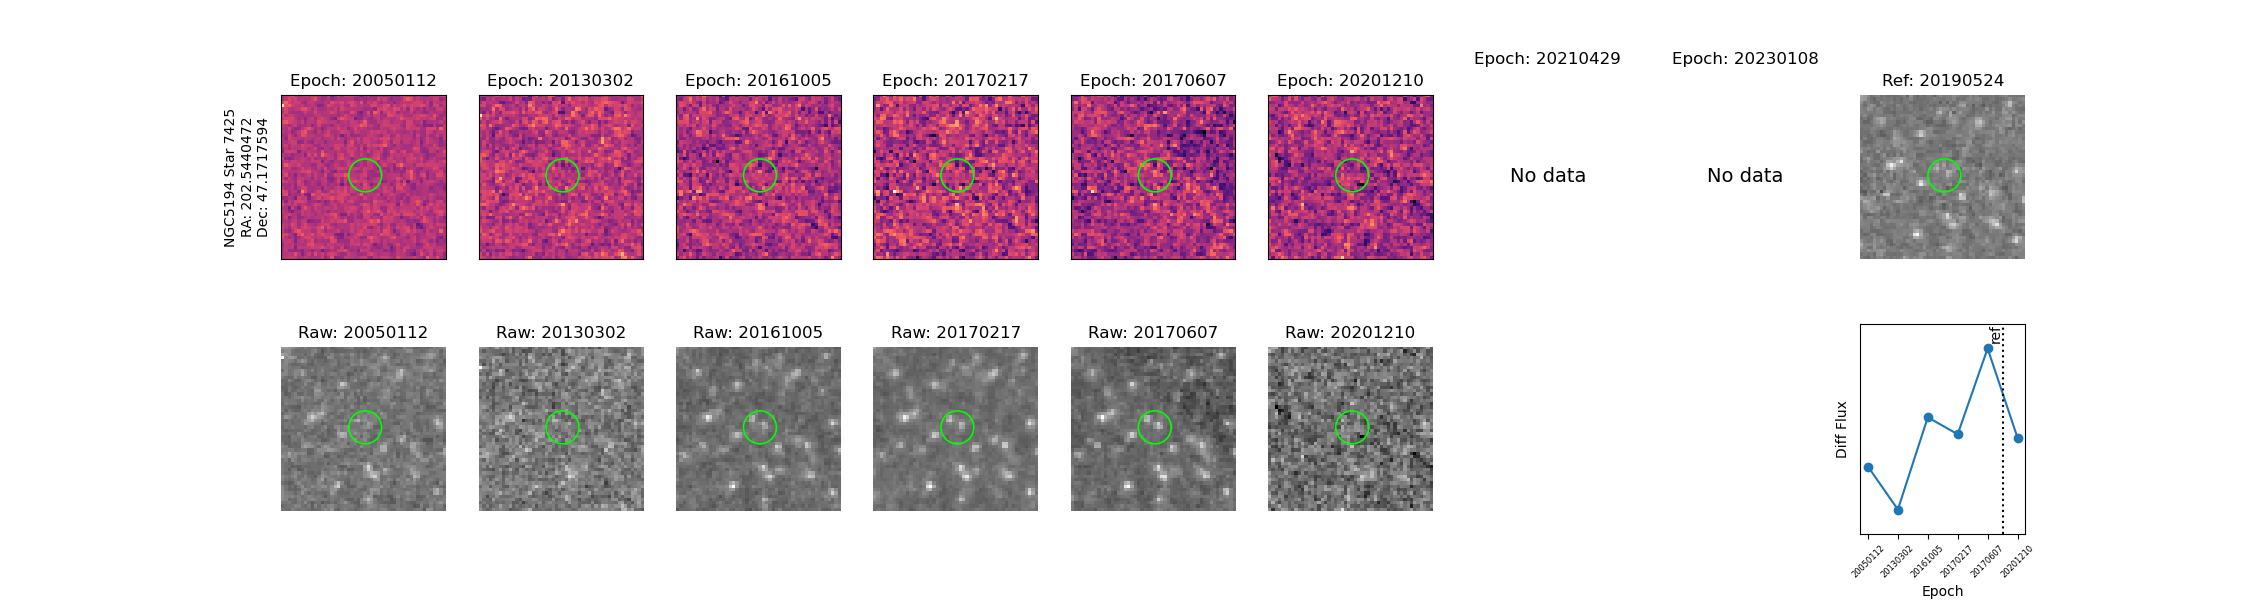 NGC5194 Star 7425
RA: 202.5440472
Dec: 47.1717594
Epoch: 20050112
Epoch: 20130302
Epoch: 20161005
Epoch: 20170217
Epoch: 20170607
Epoch: 20201210
Epoch: 20210429
Epoch: 20230108
Ref: 20190524
No data
No data
Raw: 20050112
Raw: 20130302
Raw: 20161005
Raw: 20170217
Raw: 20170607
Raw: 20201210
ref
Diff Flux
20050112
20130302
20161005
20170217
20170607
20201210
Epoch